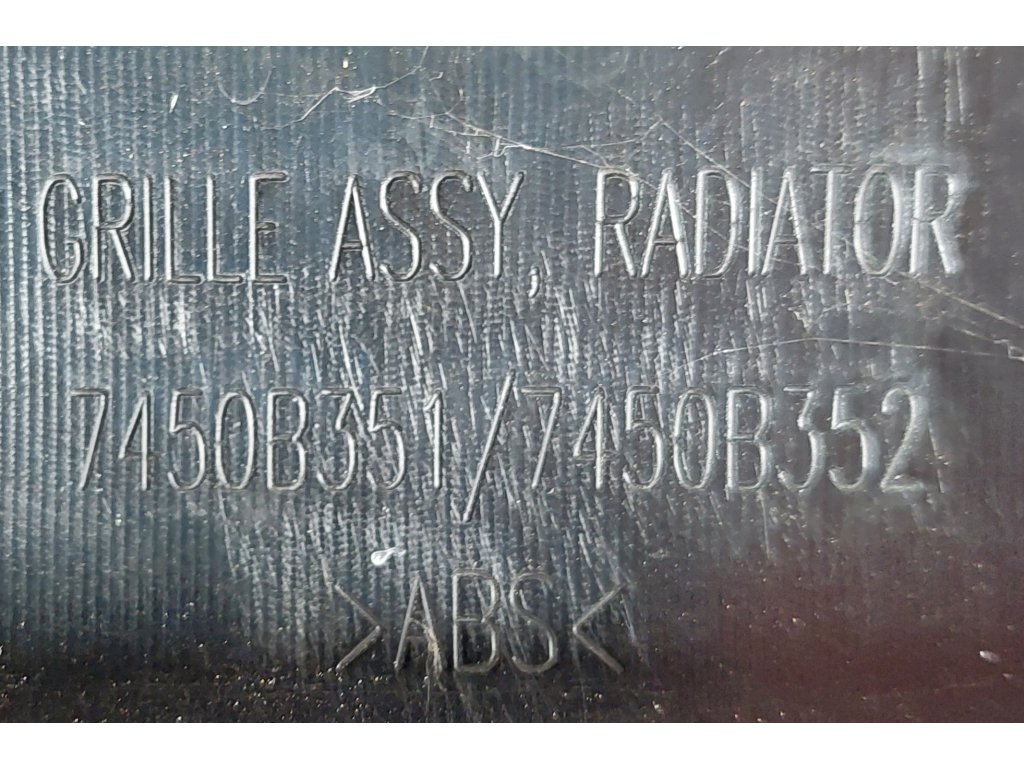 GRILLE ASSY, RADIATOR
7450B351/7450B352
>ABS<